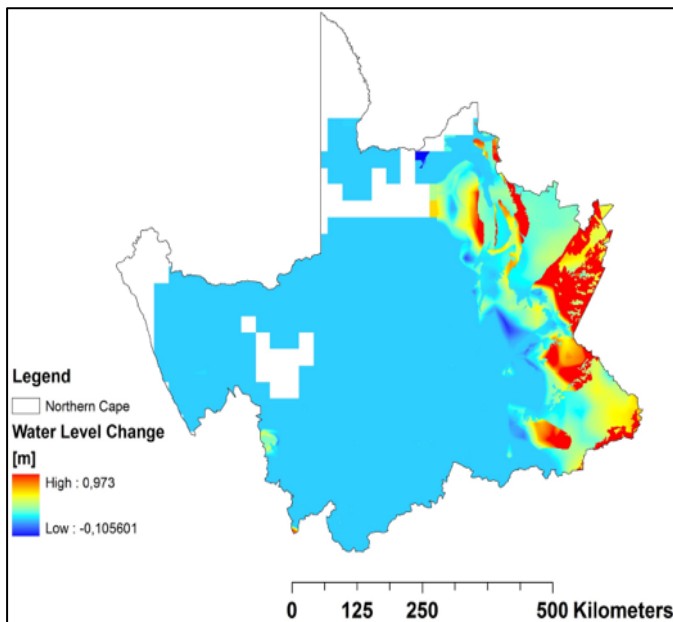 Legend
Northern Cape
Water Level Change
[m]
High : 0,973
Low : -0,105601
0 125 250 500 Kilometers